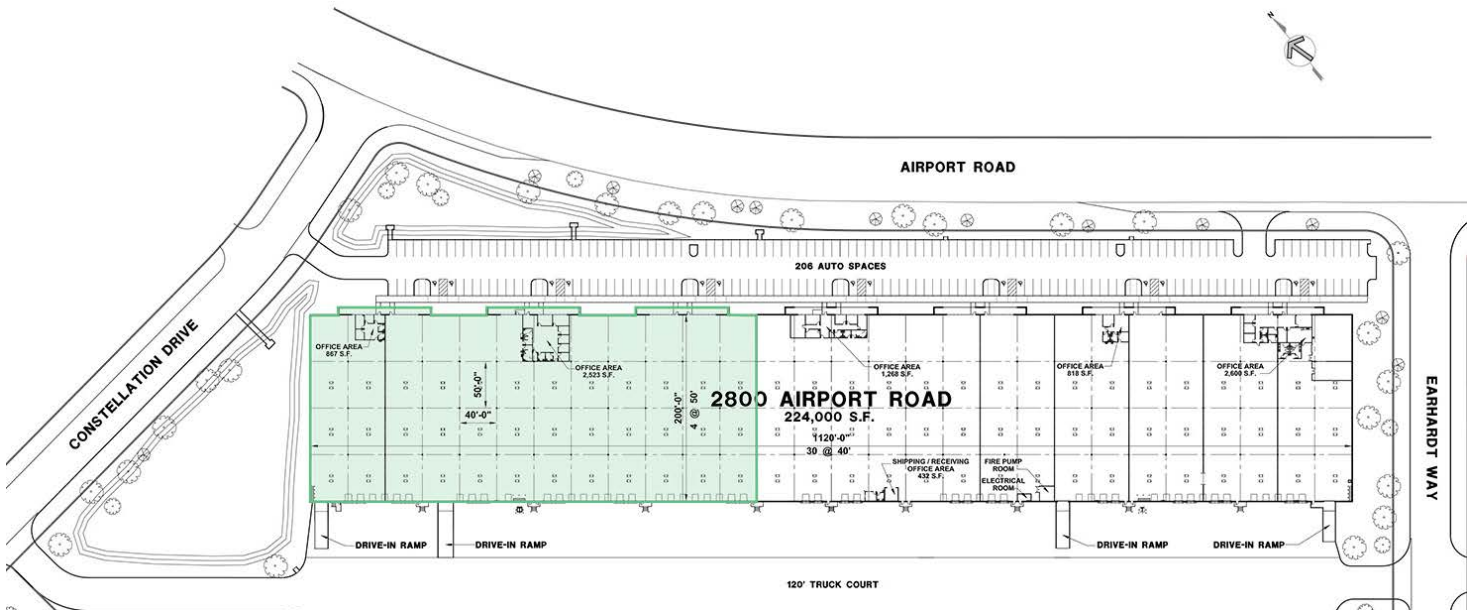 N
AIRPORT ROAD
206 AUTO SPACES
CONSTELLATION DRIVE
OFFICE AREA
867 S.F.
OFFICE AREA
2,523 S.F.
50'-0"
40'-0"
200'-0"
4 @ 50'
OFFICE AREA
1,268 S.F.
2800 AIRPORT ROAD
224,000 S.F.
1120'-0"
30 @ 40'
OFFICE AREA
818 S.F.
OFFICE AREA
2,600 S.F.
SHIPPING / RECEIVING
OFFICE AREA
432 S.F.
FIRE PUMP
ROOM
ELECTRICAL
ROOM
EARHARDT WAY
DRIVE-IN RAMP
DRIVE-IN RAMP
DRIVE-IN RAMP
DRIVE-IN RAMP
120' TRUCK COURT